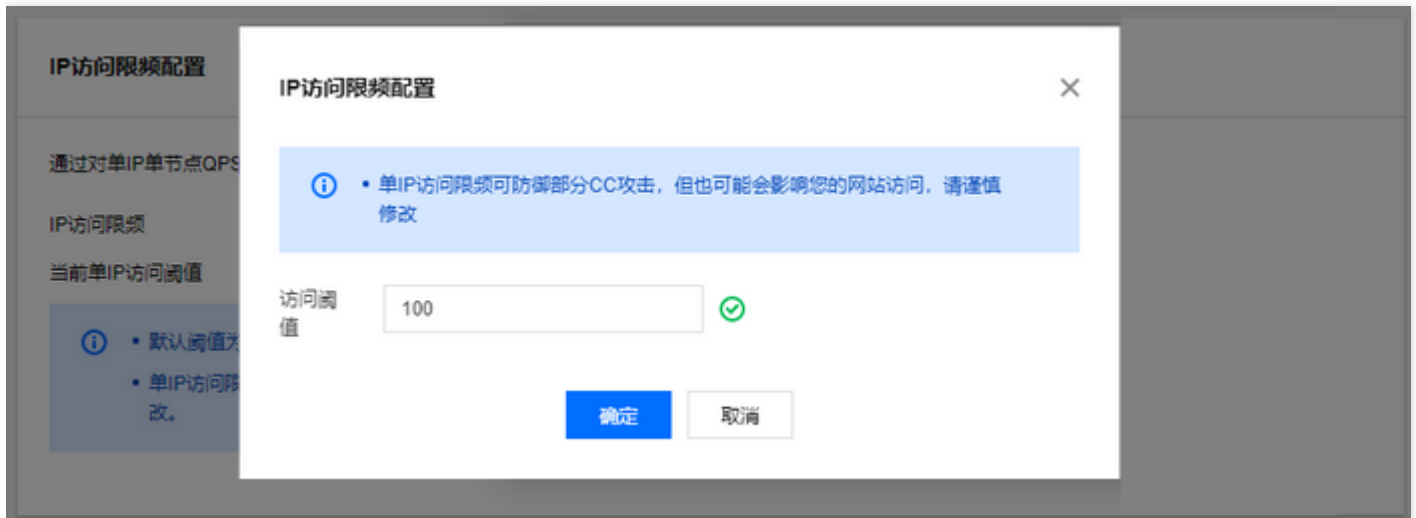 IP访问限频配置
通过对单IP单节点QPS
IP访问限频
当前单IP访问阈值
• 默认阈值为
• 单IP访问限
改。
IP访问限频配置
• 单IP访问限频可防御部分CC攻击，但也可能会影响您的网站访问，请谨慎
修改
访问阈
值
100
确定
取消